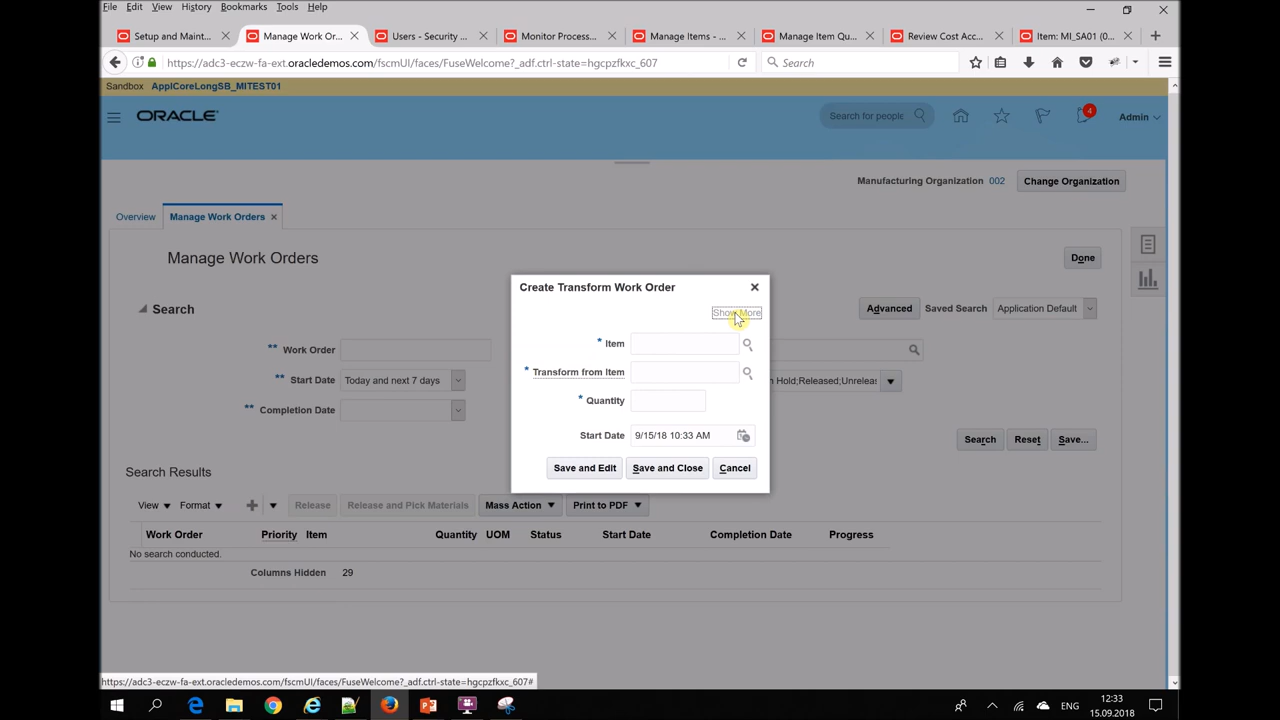 File Edit View History Bookmarks Tools Help
Setup and Maint... Manage Work Or... Users - Security ... Monitor Process... Manage Items - ... Manage Item Qu... Review Cost Acc... Item: MI_SA01 (...
https://adc3-eczw-fa-ext.oracledemos.com/fscmUI/faces/FuseWelcome?_adf.ctrl-state=hgcpzfkxc_607 Search
Sandbox ApplCoreLongSB_MITEST01
ORACLE Search for people 4 Admin
Manufacturing Organization 002 Change Organization
Overview Manage Work Orders
Manage Work Orders Done
Search Advanced Saved Search Application Default
** Work Order
** Start Date Today and next 7 days n Hold;Released;Unreleas
** Completion Date
Search Reset Save...
Create Transform Work Order
Show More
* Item
* Transform from Item
* Quantity
Start Date 9/15/18 10:33 AM
Save and Edit Save and Close Cancel
Search Results
View Format Release Release and Pick Materials Mass Action Print to PDF
Work Order Priority Item Quantity UOM Status Start Date Completion Date Progress
No search conducted.
Columns Hidden 29
https://adc3-eczw-fa-ext.oracledemos.com/fscmUI/faces/FuseWelcome?_adf.ctrl-state=hgcpzfkxc_607#
ENG 12:33
15.09.2018